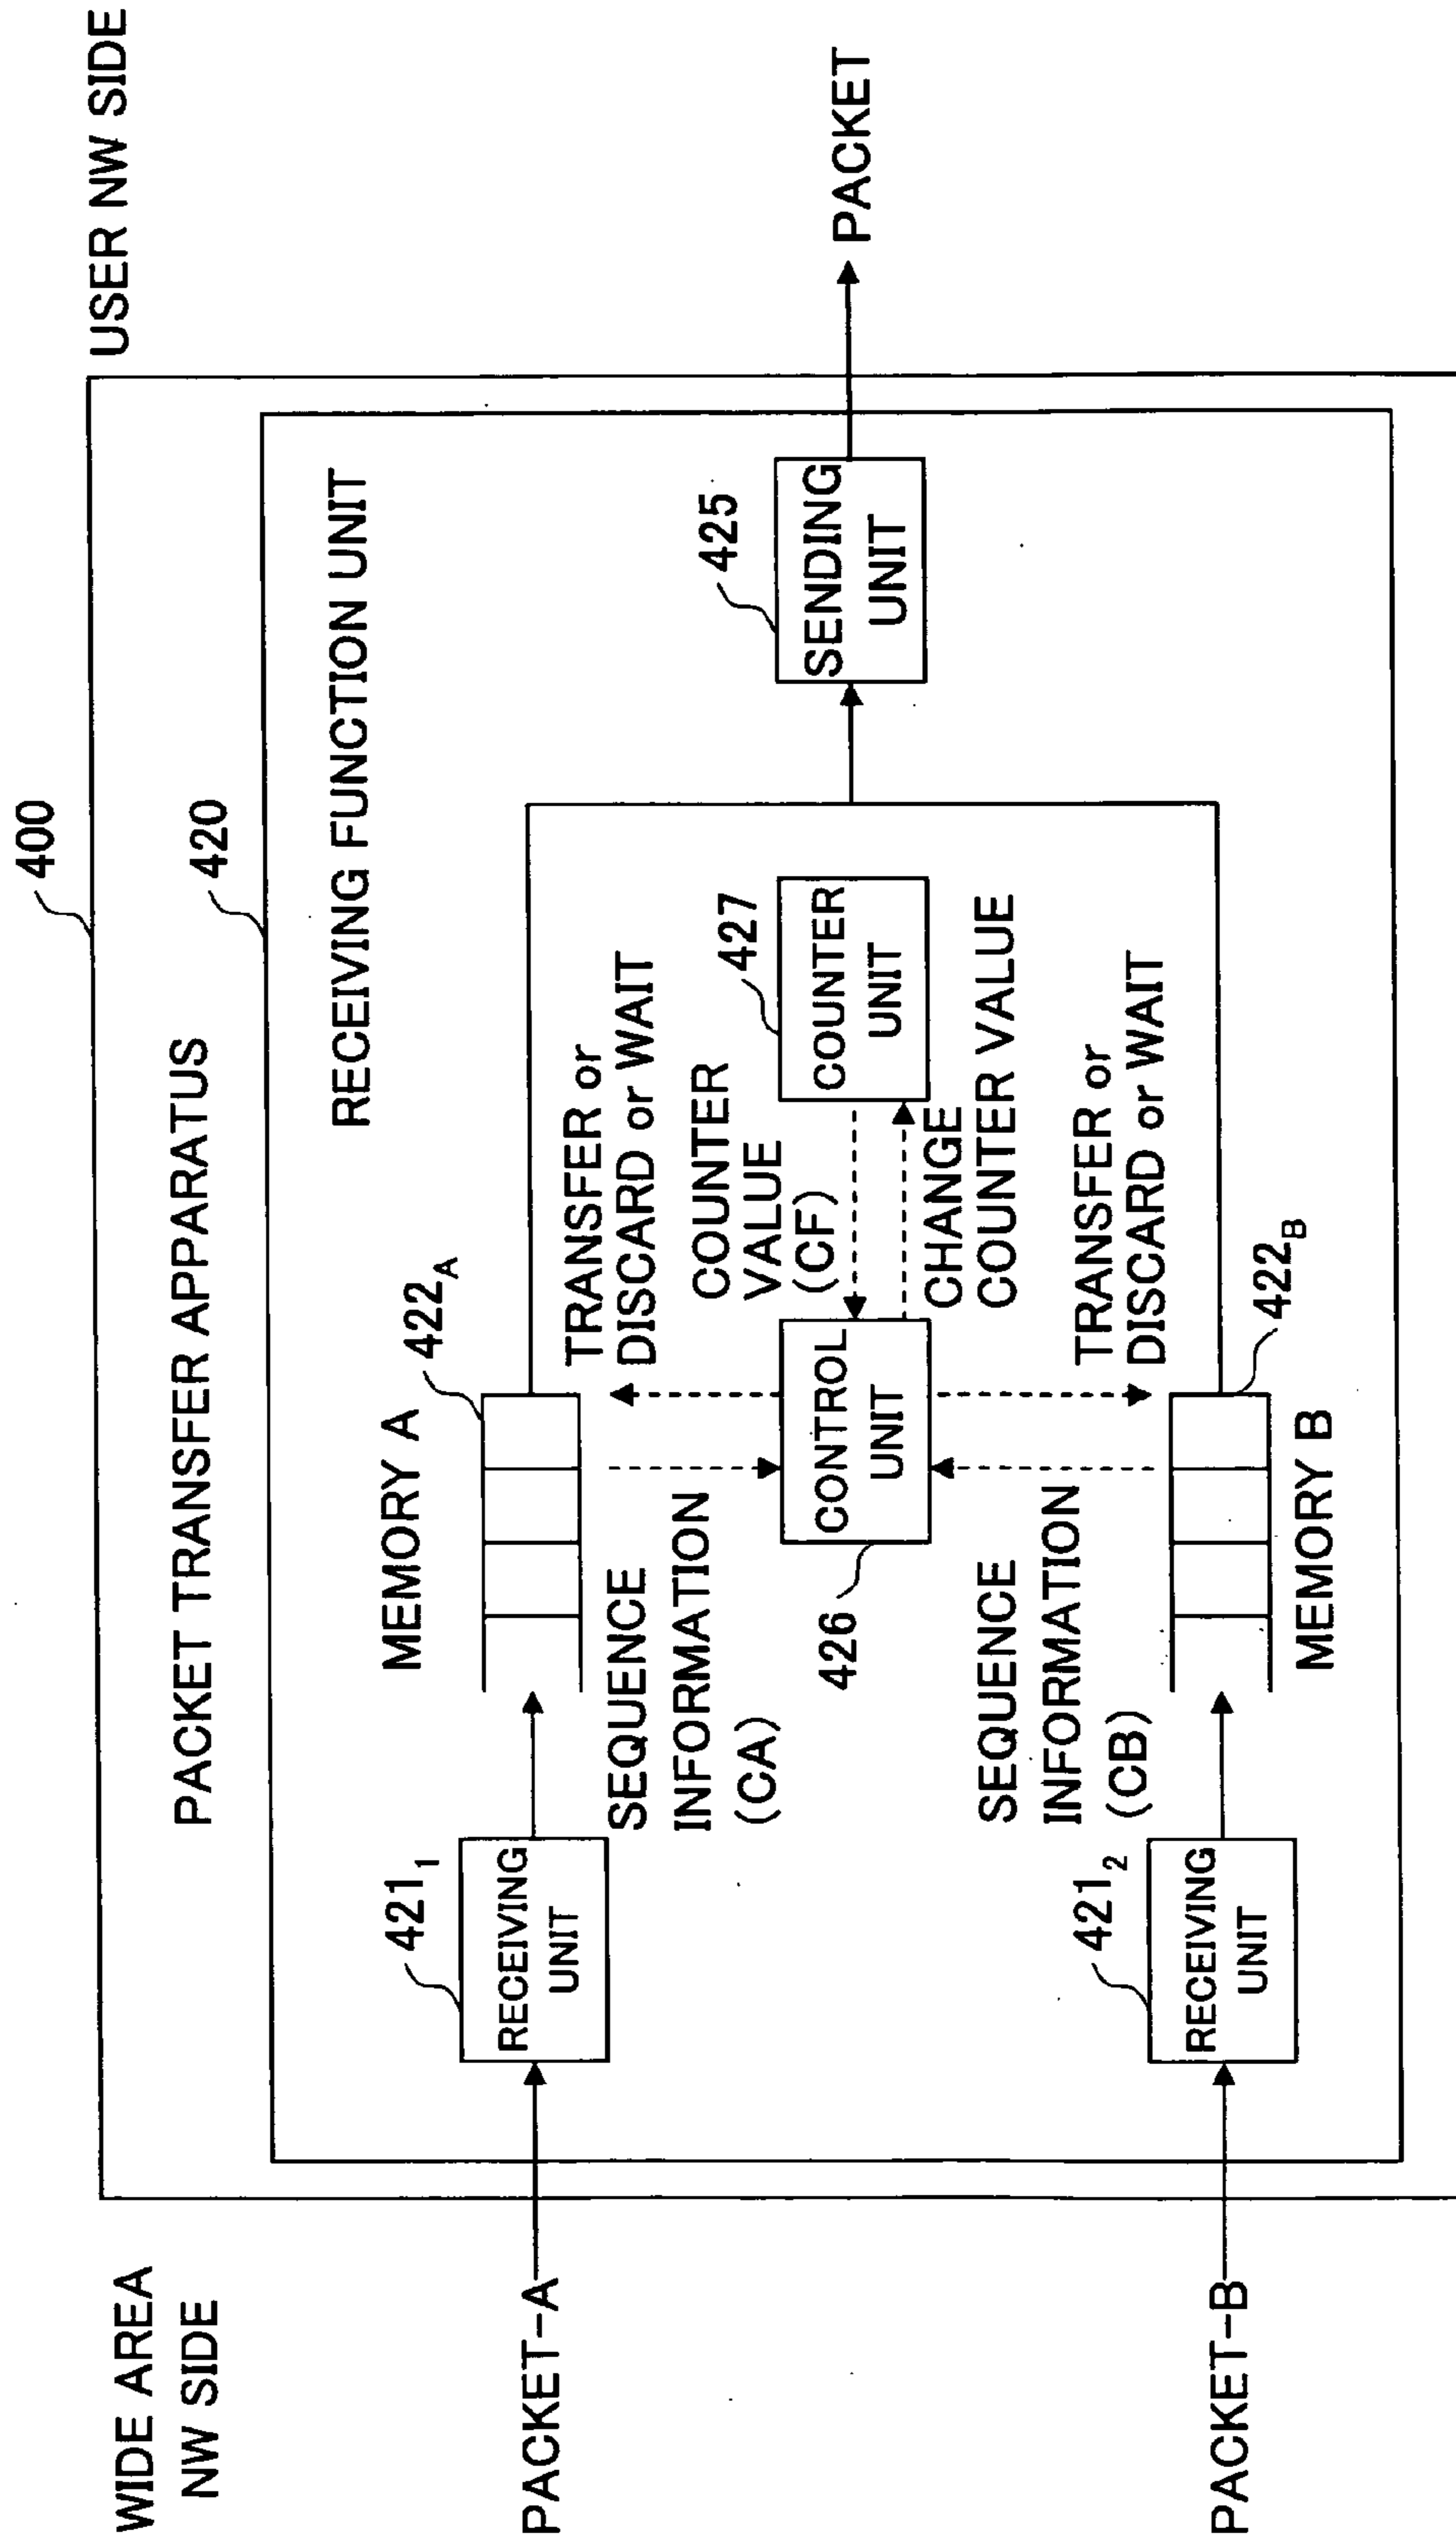 400
WIDE AREA
NW SIDE
USER NW SIDE
PACKET TRANSFER APPARATUS
420
RECEIVING FUNCTION UNIT
PACKET-A
421₁
RECEIVING
UNIT
MEMORY A
422A
TRANSFER or
DISCARD or WAIT
SEQUENCE
INFORMATION
(CA)
COUNTER
VALUE
(CF)
427
COUNTER
UNIT
425
SENDING
UNIT
PACKET
CONTROL
UNIT
426
CHANGE
COUNTER VALUE
SEQUENCE
INFORMATION
(CB)
TRANSFER or
DISCARD or WAIT
PACKET-B
421₂
RECEIVING
UNIT
422B
MEMORY B